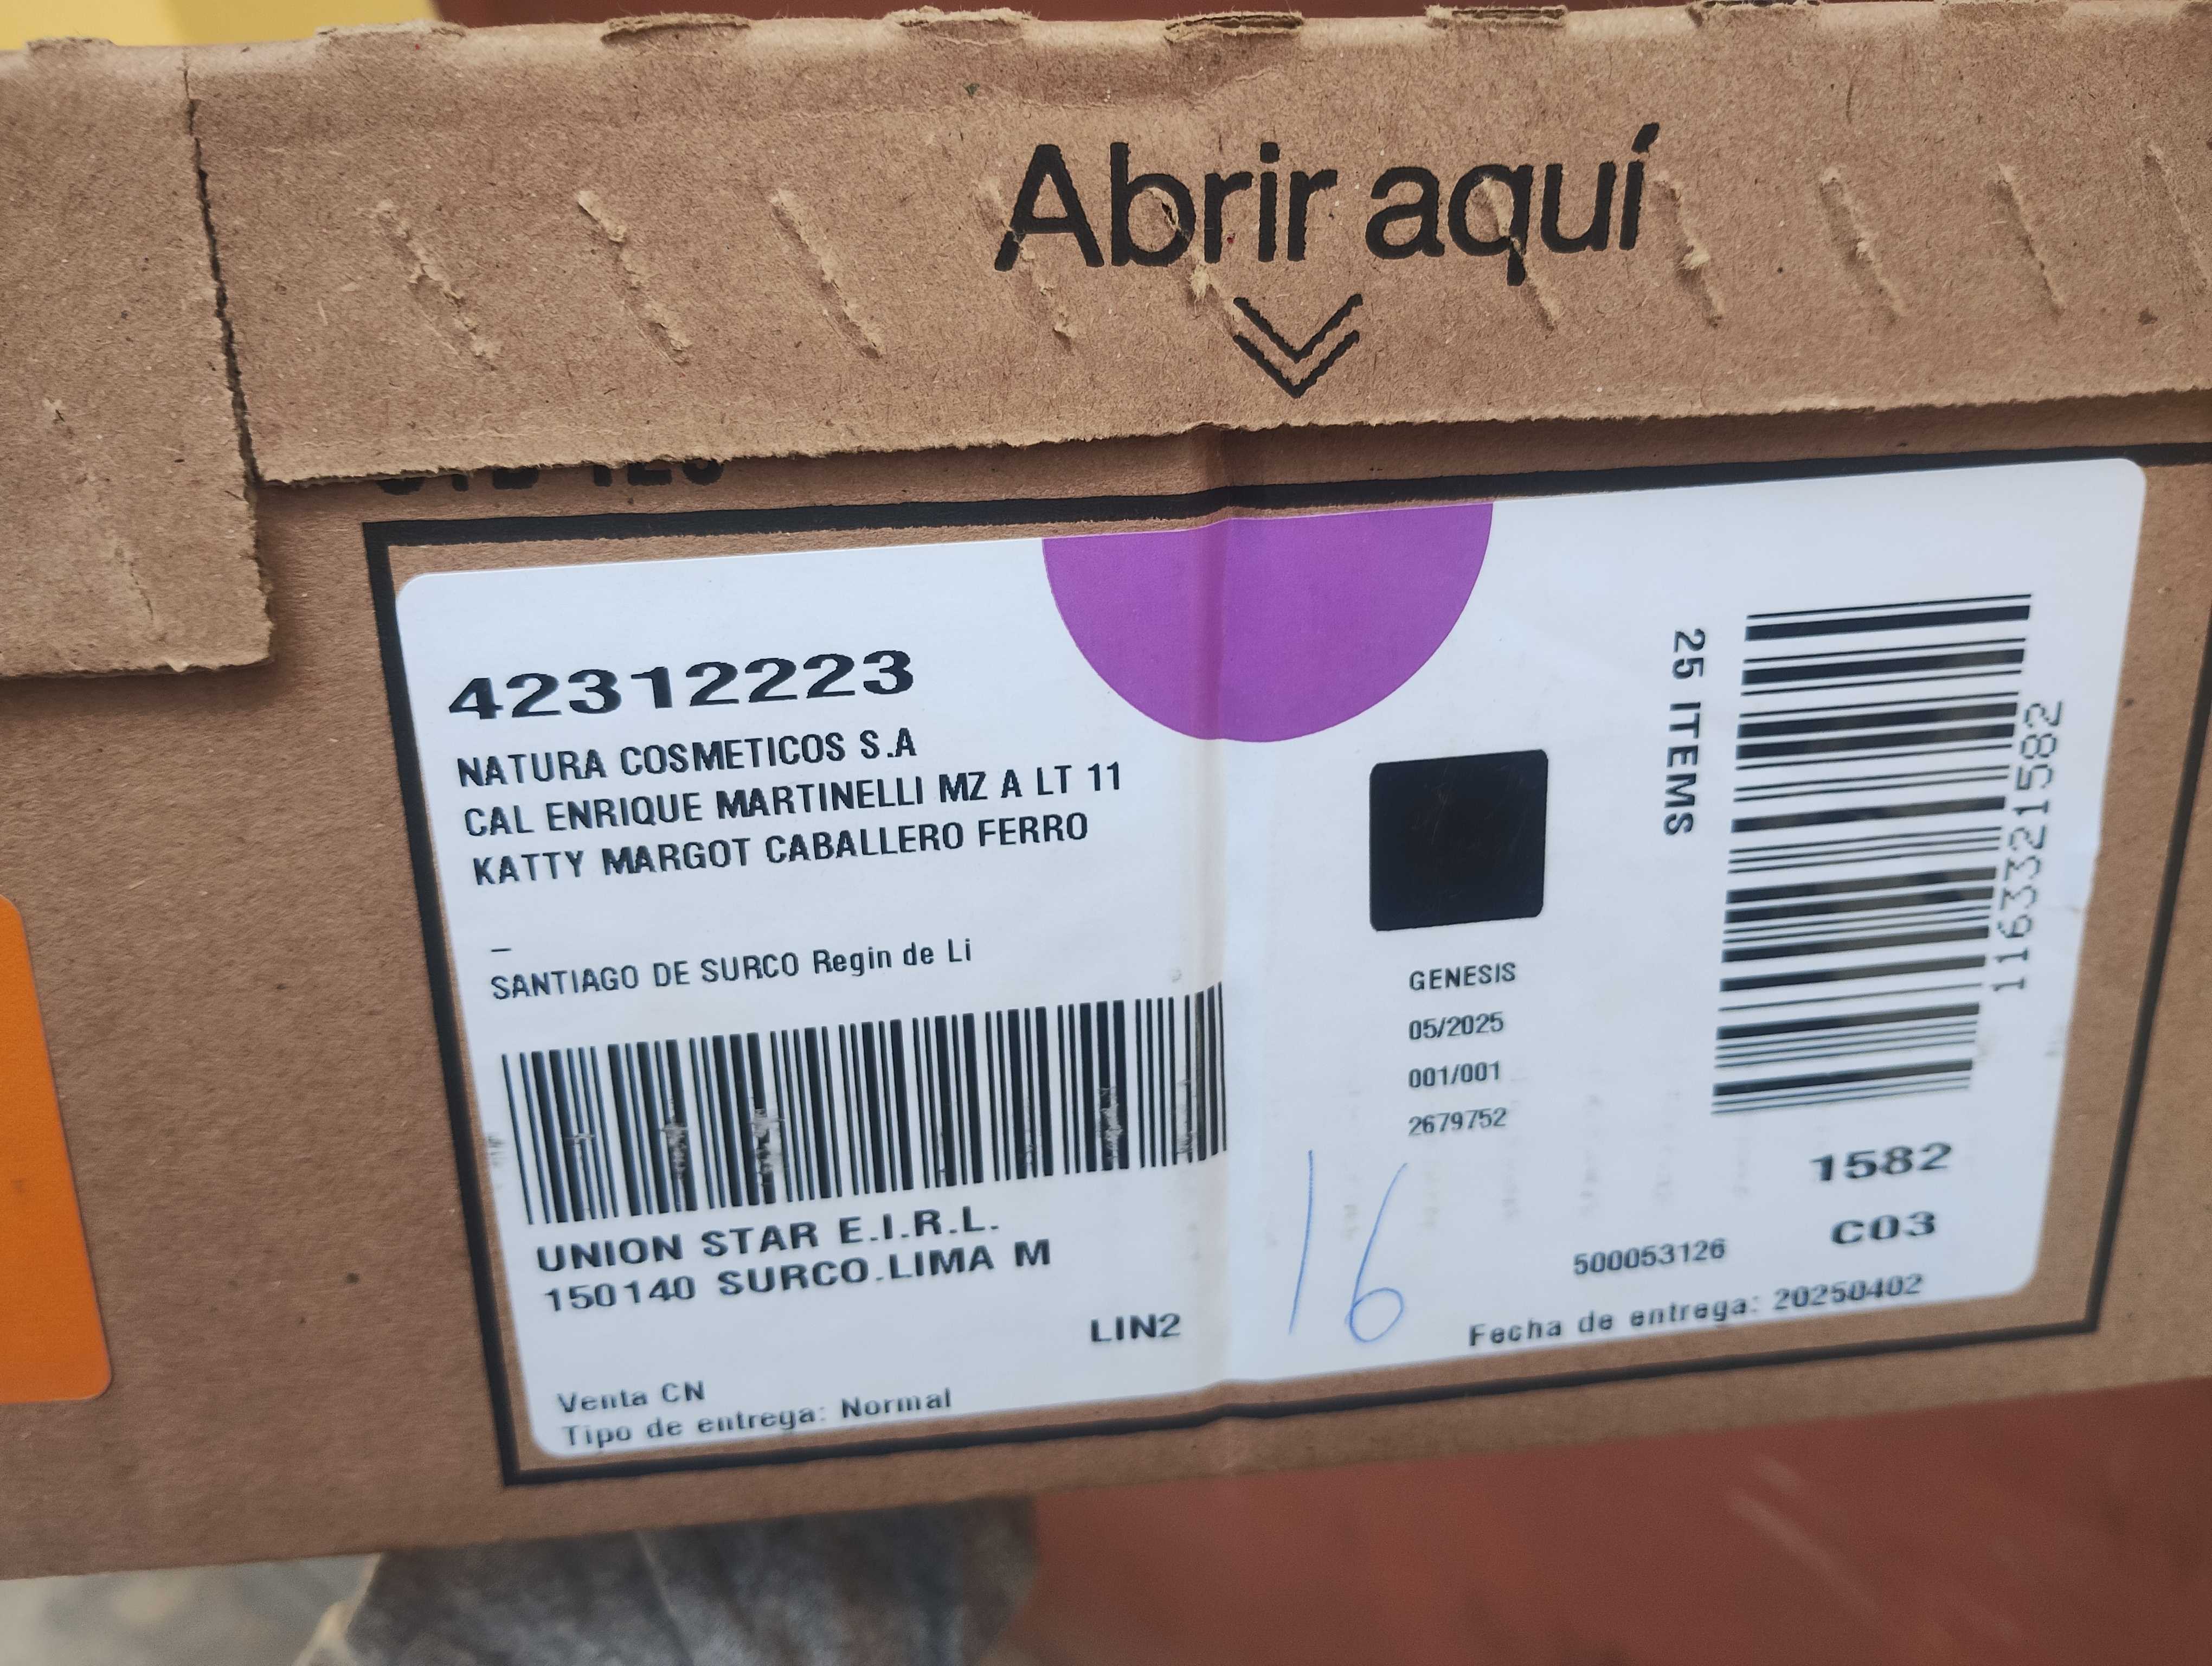 Abrir aquí
42312223
NATURA COSMETICOS S.A
CAL ENRIQUE MARTINELLI MZ A LT 11
KATTY MARGOT CABALLERO FERRO
_
SANTIAGO DE SURCO Regin de Li
UNION STAR E.I.R.L.
150140 SURCO.LIMA M
LIN2
Venta CN
Tipo de entrega: Normal
GENESIS
05/2025
001/001
2679752
16
25 ITEMS
1163321582
1582
C03
500053126
Fecha de entrega: 20250402